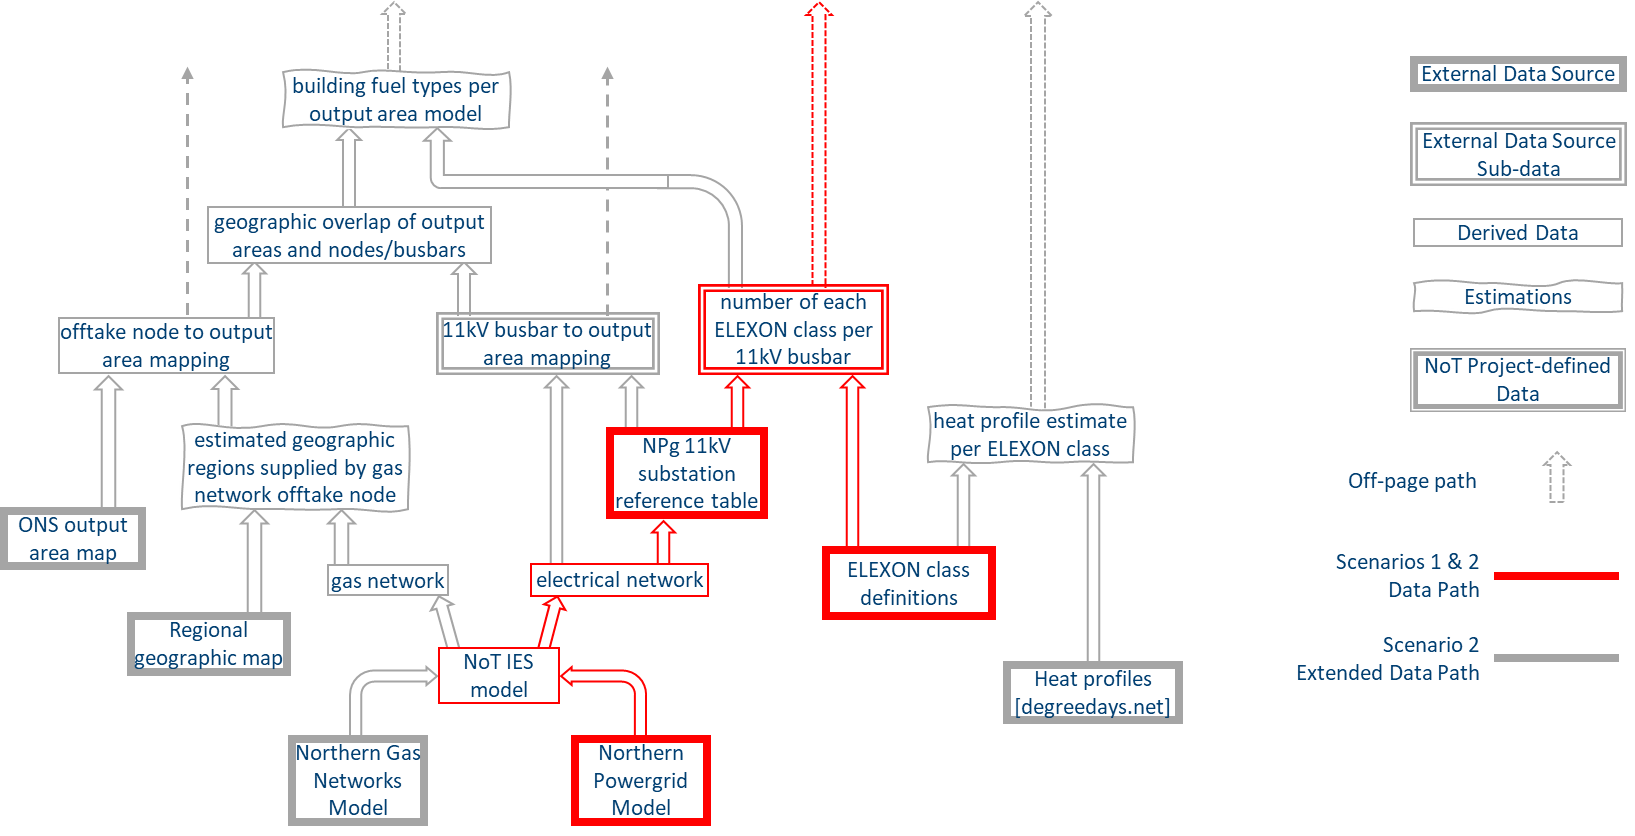 building fuel types per
output area model
geographic overlap of output
areas and nodes/busbars
offtake node to output
area mapping
11kV busbar to output
area mapping
number of each
ELEXON class per
11kV busbar
estimated geographic
regions supplied by gas
network offtake node
NPg 11kV
substation
reference table
heat profile estimate
per ELEXON class
ONS output
area map
gas network
electrical network
ELEXON class
definitions
Regional
geographic map
NoT IES
model
Heat profiles
[degreedays.net]
Northern Gas
Networks
Model
Northern
Powergrid
Model
External Data Source
External Data Source
Sub-data
Derived Data
Estimations
NoT Project-defined
Data
Off-page path
Scenarios 1 & 2
Data Path
Scenario 2
Extended Data Path